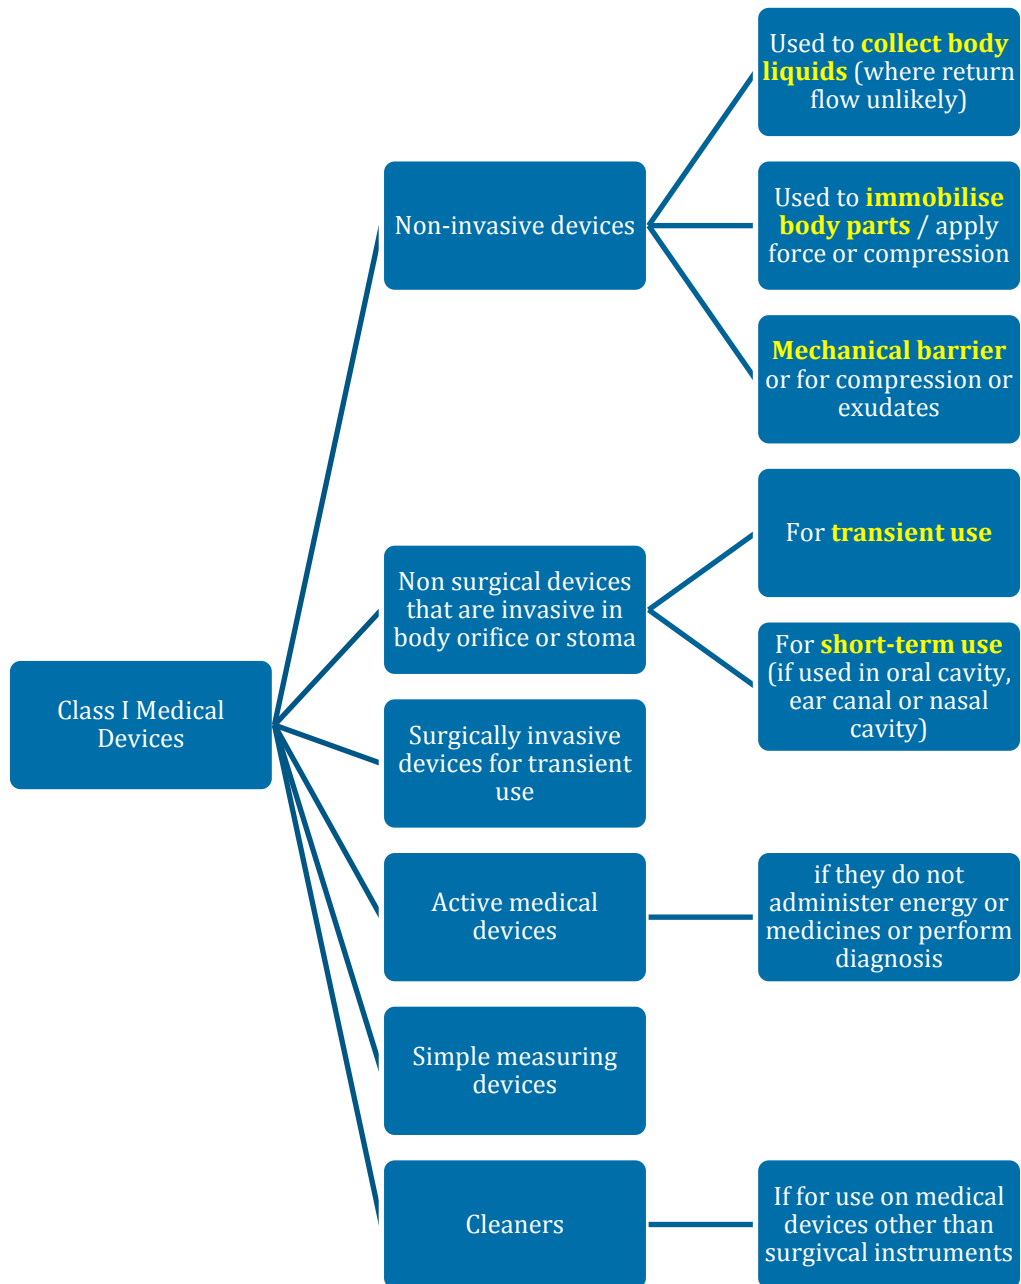 Class I Medical
Devices
Non-invasive devices
Used to collect body
liquids (where return
flow unlikely)
Used to immobilise
body parts / apply
force or compression
Mechanical barrier
or for compression or
exudates
Non surgical devices
that are invasive in
body orifice or stoma
For transient use
For short-term use
(if used in oral cavity,
ear canal or nasal
cavity)
Surgically invasive
devices for transient
use
Active medical
devices
if they do not
administer energy or
medicines or perform
diagnosis
Simple measuring
devices
Cleaners
If for use on medical
devices other than
surgivcal instruments